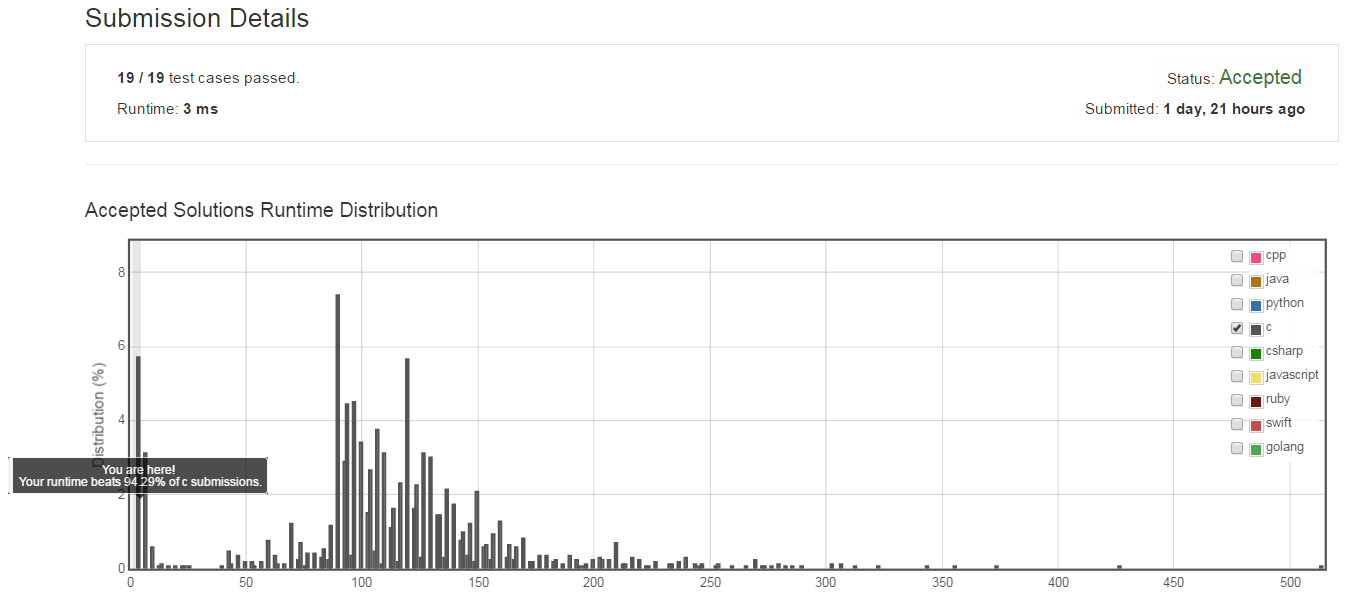 Submission Details
19 / 19 test cases passed.
Status: Accepted
Runtime: 3 ms
Submitted: 1 day, 21 hours ago
Accepted Solutions Runtime Distribution
cpp
java
python
c
csharp
javascript
ruby
swift
golang
Distribution (%)
8
6
4
2
0
You are here!
Your runtime beats 94.29% of c submissions.
0
50
100
150
200
250
300
350
400
450
500